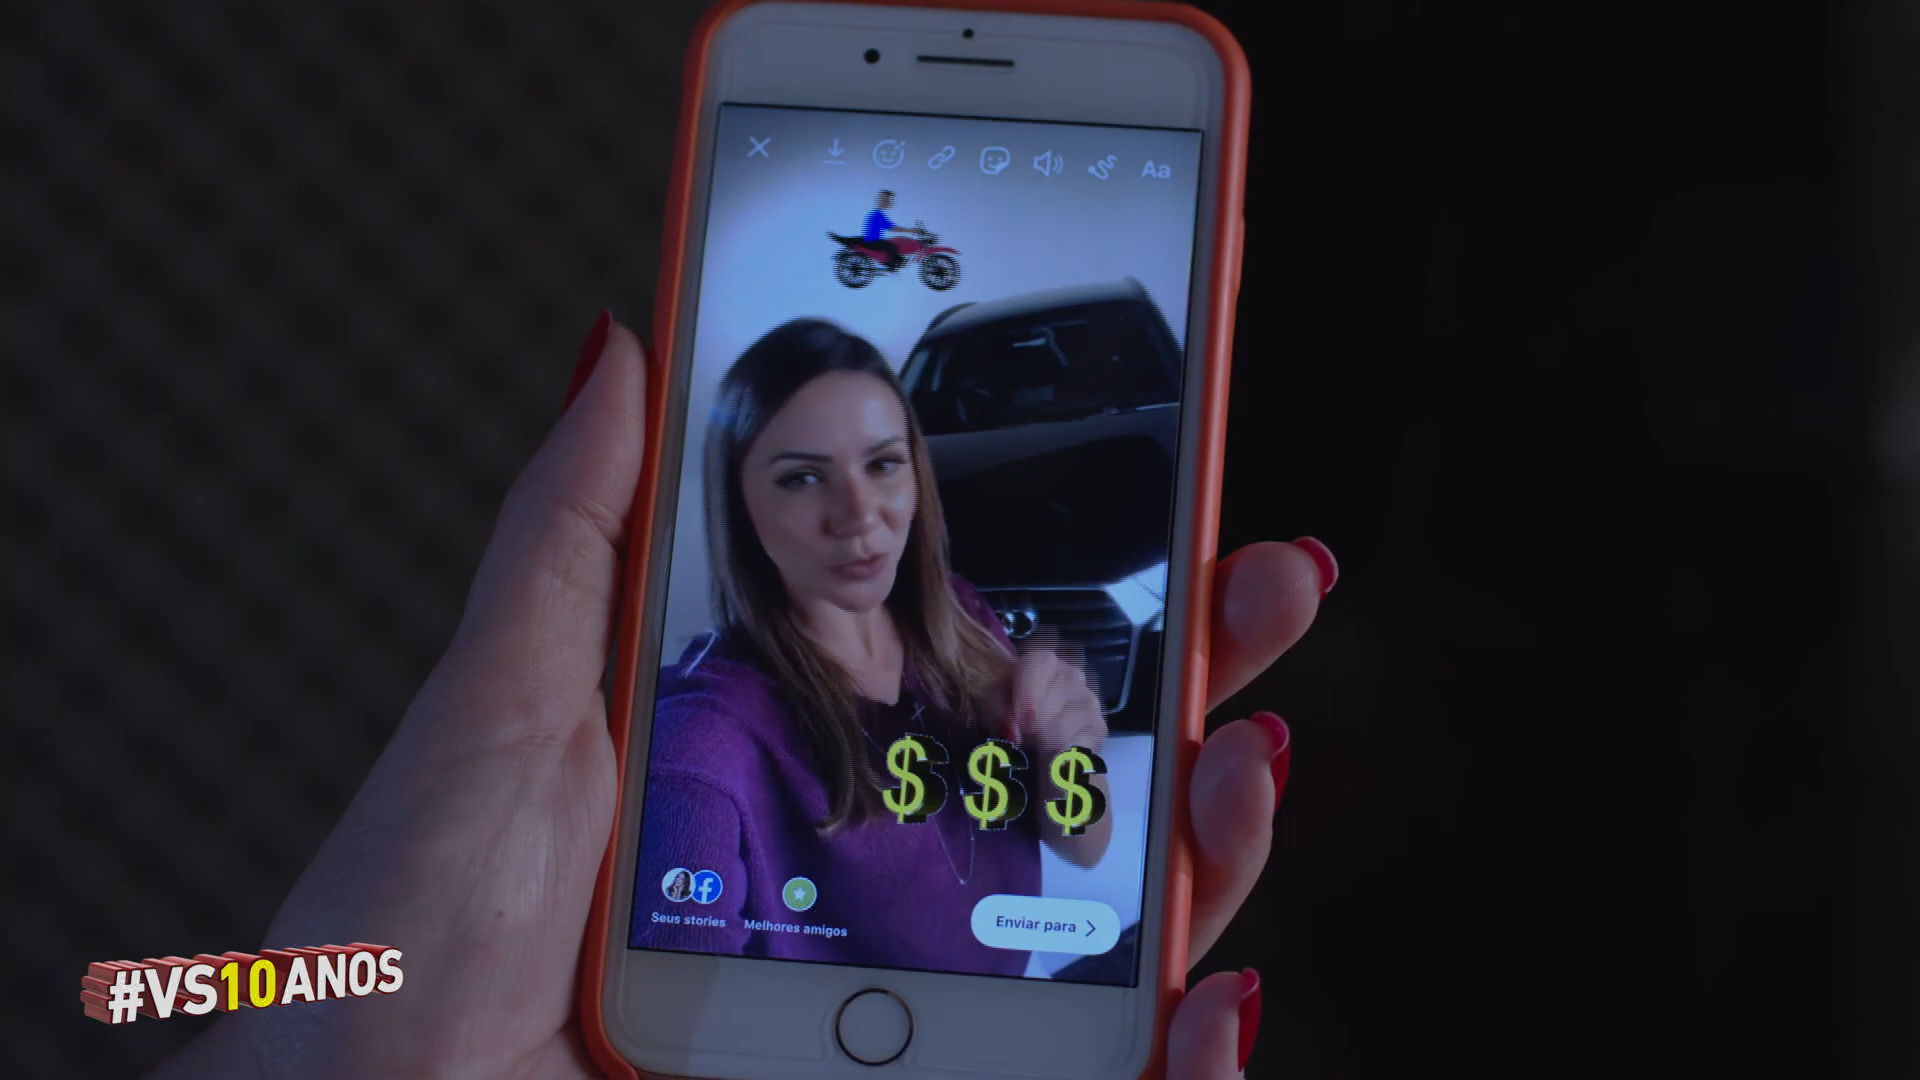 Aa
$ $ $
Seus stories
Melhores amigos
Enviar para
#VS10ANOS